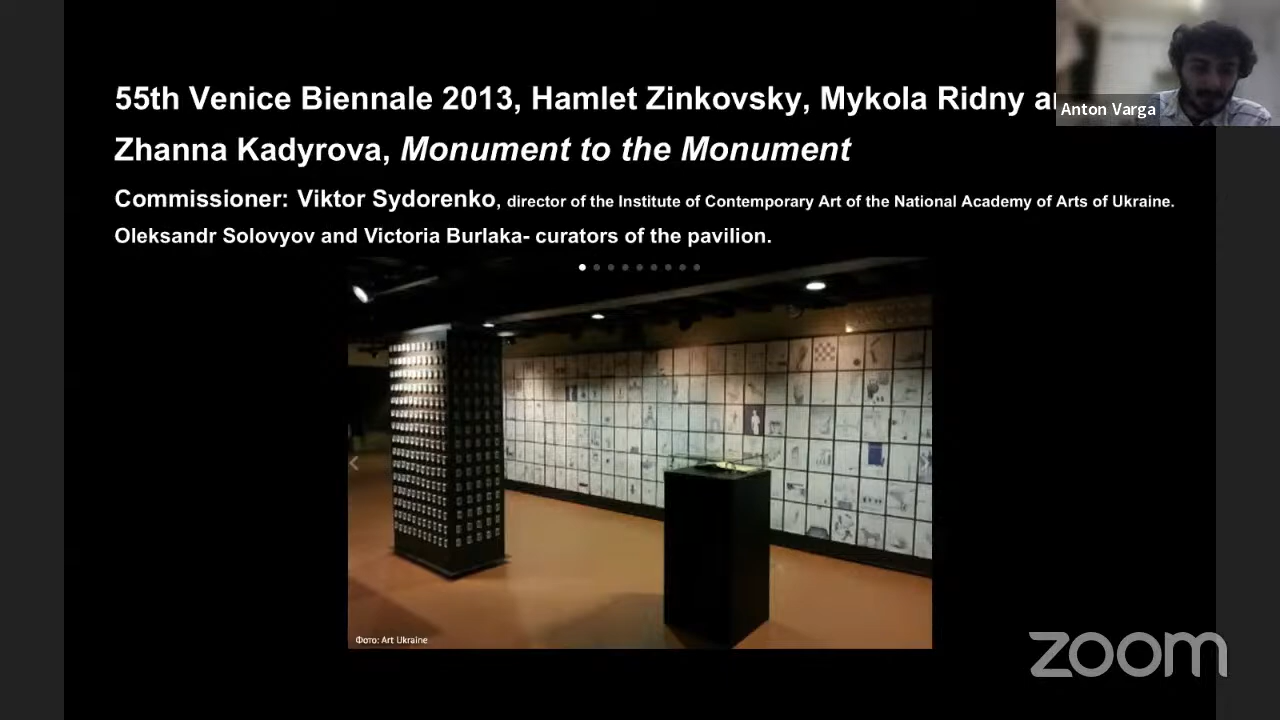 55th Venice Biennale 2013, Hamlet Zinkovsky, Mykola Ridny
Anton Varga
Zhanna Kadyrova, Monument to the Monument
Commissioner: Viktor Sydorenko, director of the Institute of Contemporary Art of the National Academy of Arts of Ukraine.
Oleksandr Solovyov and Victoria Burlaka- curators of the pavilion.
Фото: Art Ukraine
zoom